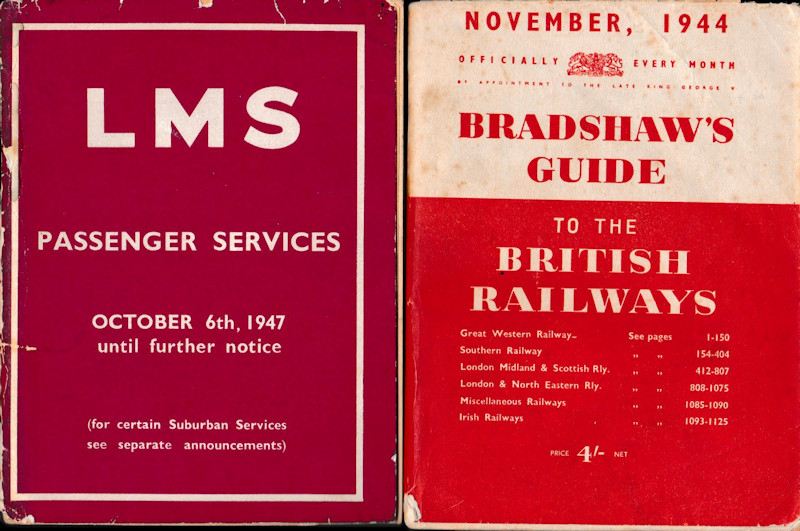 LMS
PASSENGER SERVICES
OCTOBER 6th, 1947
until further notice
(for certain Suburban Services
see separate announcements)
NOVEMBER, 1944
OFFICIALLY EVERY MONTH
BY APPOINTMENT TO THE LATE KING GEORGE V.
BRADSHAW'S
GUIDE
TO THE
BRITISH
RAILWAYS
Great Western Railway See pages 1-150
Southern Railway „ „ 154-404
London Midland & Scottish Rly. „ „ 412-807
London & North Eastern Rly. „ „ 808-1075
Miscellaneous Railways „ „ 1085-1090
Irish Railways „ „ 1093-1125
PRICE 4/- NET